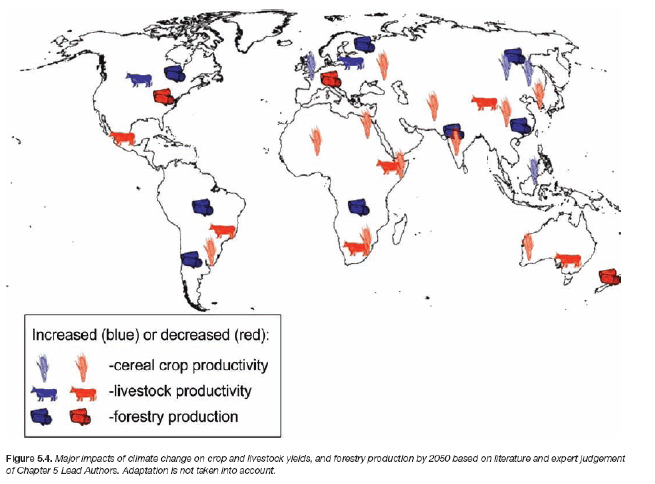 Increased (blue) or decreased (red):
-cereal crop productivity
-livestock productivity
-forestry production
Figure 5.4. Major impacts of climate change on crop and livestock yields, and forestry production by 2050 based on literature and expert judgement
of Chapter 5 Lead Authors. Adaptation is not taken into account.